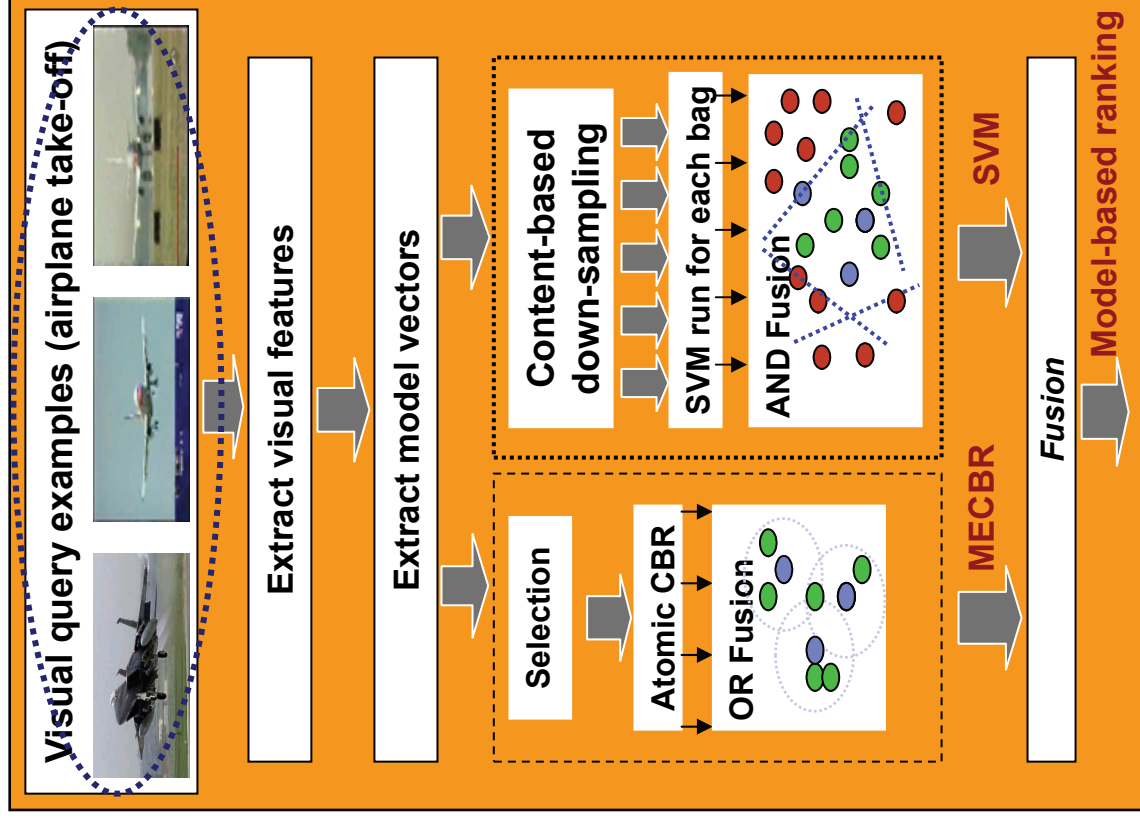 Visual query examples (airplane take-off)
Extract visual features
Extract model vectors
Selection
Atomic CBR
OR Fusion
MECBR
Content-based
down-sampling
SVM run for each bag
AND Fusion
SVM
Fusion
Model-based ranking